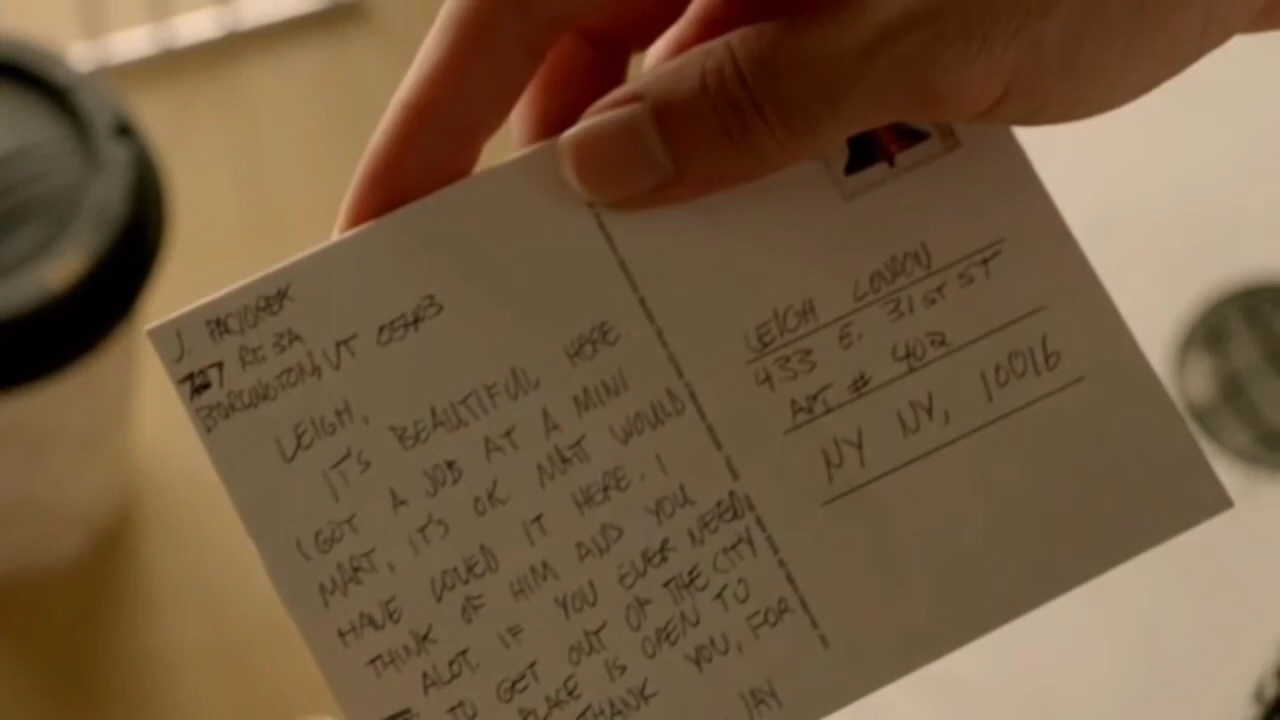 J. PACIOREK
727 RT 3A
BURLINGTON, VT 05403
LEIGH,
IT'S BEAUTIFUL HERE
I GOT A JOB AT A MINI
MART, IT'S OK MATT WOULD
HAVE LOVED IT HERE. I
THINK OF HIM AND YOU
ALOT. IF YOU EVER NEED
TO GET OUT OF THE CITY
PLACE IS OPEN TO
THANK YOU, FOR
JAY
LEIGH LONDON
433 E. 31ST ST
APT # 402
NY NY, 10016